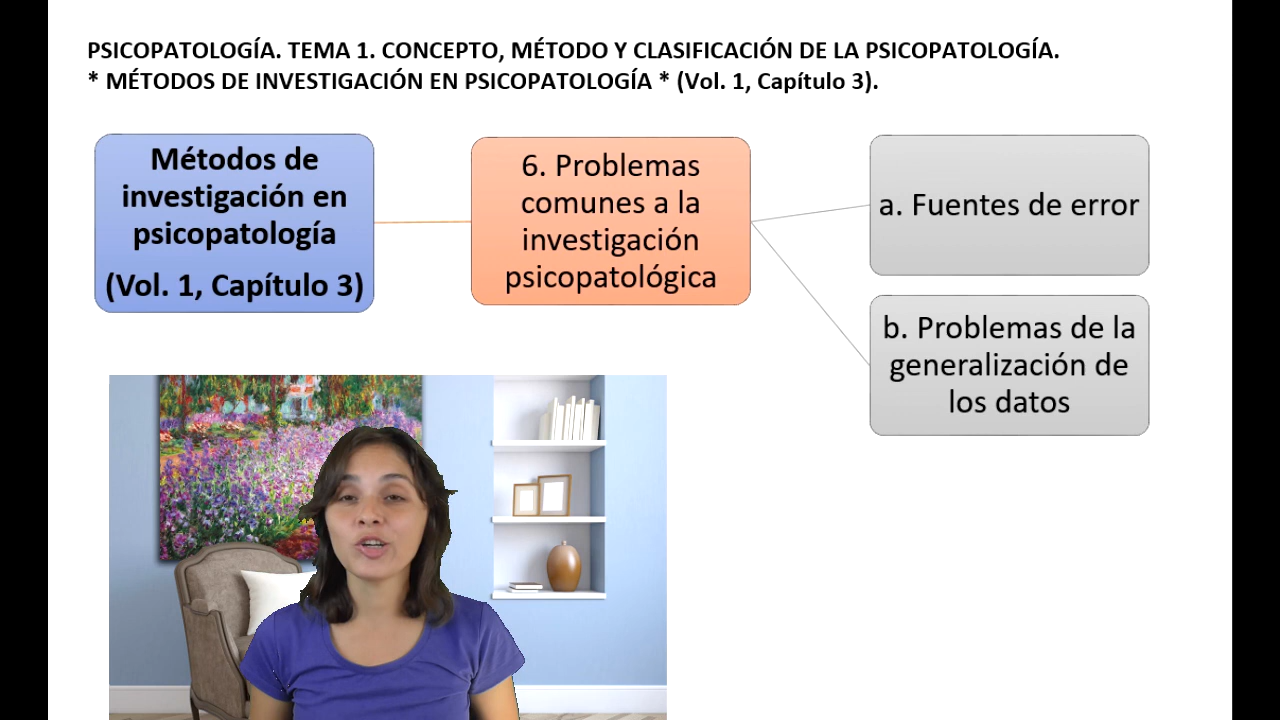 PSICOPATOLOGÍA. TEMA 1. CONCEPTO, MÉTODO Y CLASIFICACIÓN DE LA PSICOPATOLOGÍA.
* MÉTODOS DE INVESTIGACIÓN EN PSICOPATOLOGÍA * (Vol. 1, Capítulo 3).
Métodos de
investigación en
psicopatología
(Vol. 1, Capítulo 3)
6. Problemas
comunes a la
investigación
psicopatológica
a. Fuentes de error
b. Problemas de la
generalización de
los datos